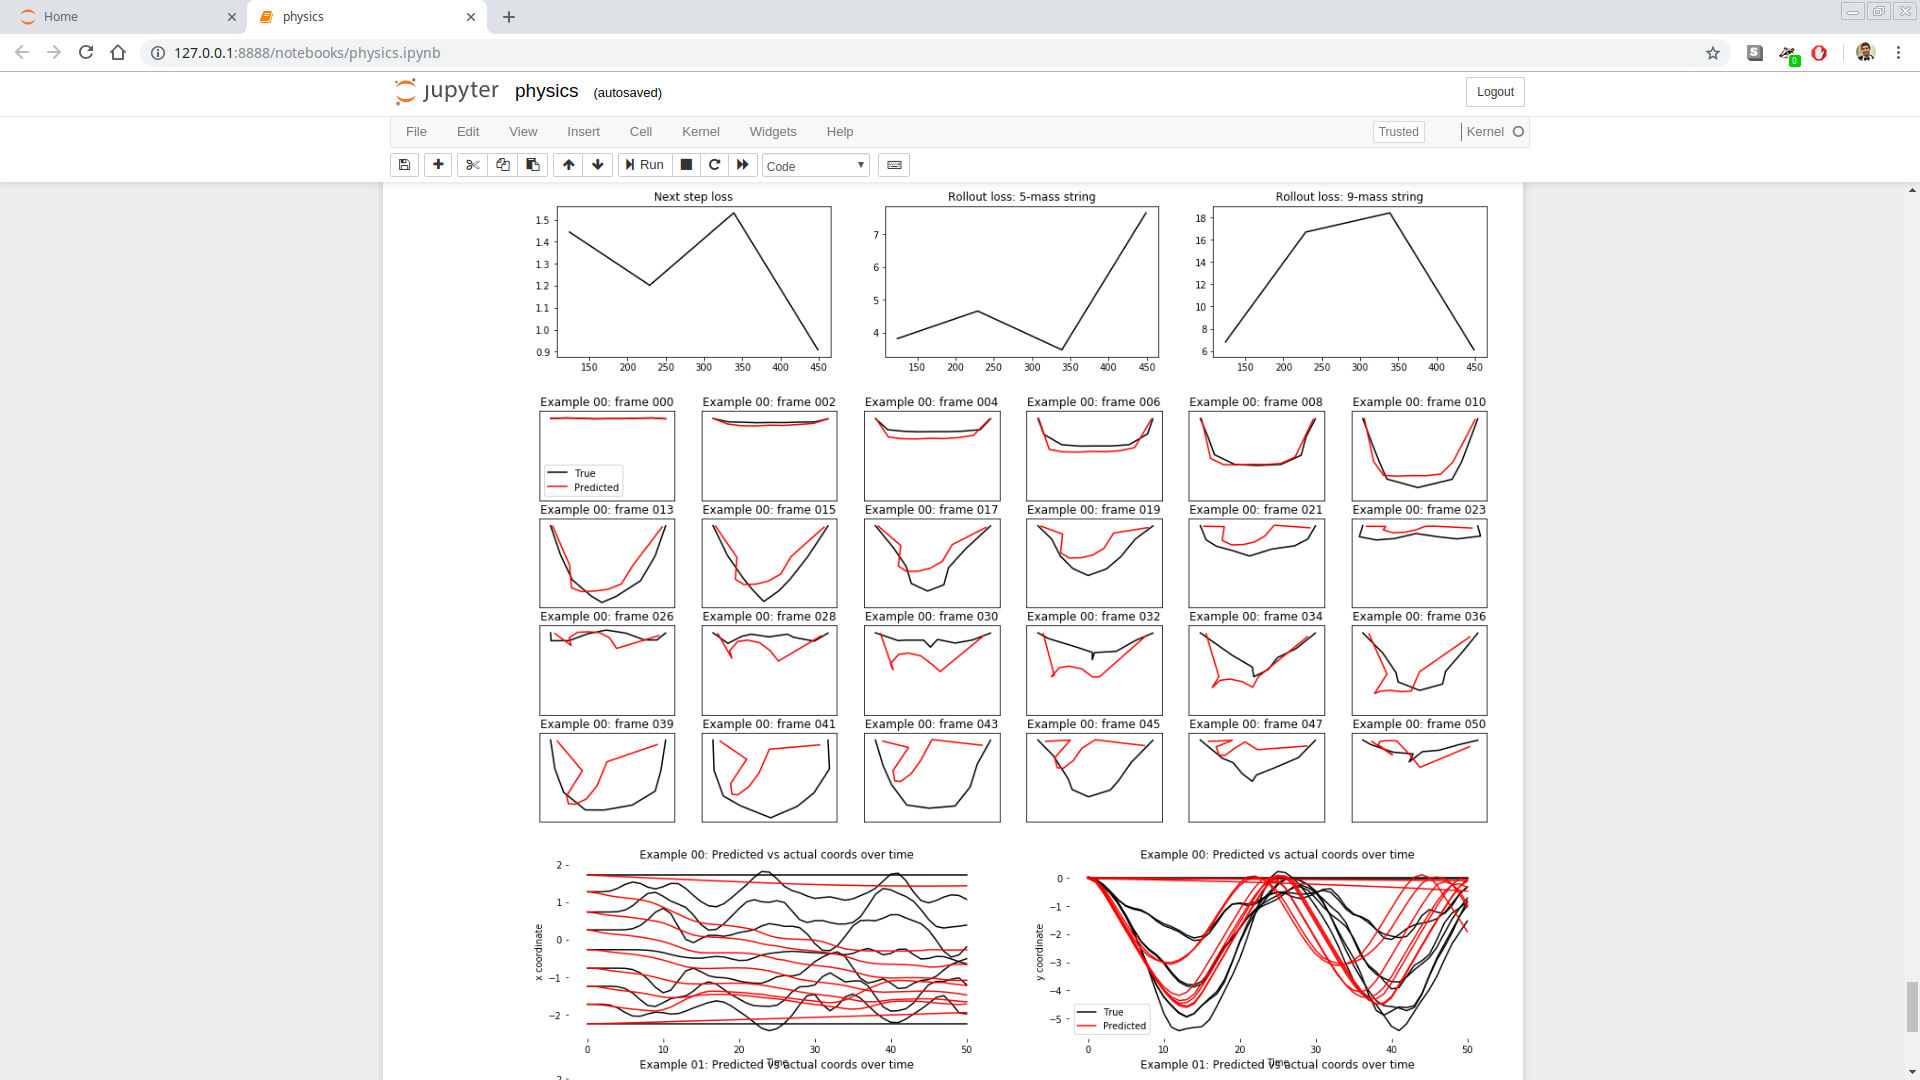 Home
physics
127.0.0.1:8888/notebooks/physics.ipynb
S
0
jupyter physics (autosaved)
Logout
File Edit View Insert Cell Kernel Widgets Help
Trusted
Kernel
Run
Code
Next step loss
1.5
1.4
1.3
1.2
1.1
1.0
0.9
150 200 250 300 350 400 450
Rollout loss: 5-mass string
7
6
5
4
150 200 250 300 350 400 450
Rollout loss: 9-mass string
18
16
14
12
10
8
6
150 200 250 300 350 400 450
Example 00: frame 000 Example 00: frame 002 Example 00: frame 004 Example 00: frame 006 Example 00: frame 008 Example 00: frame 010
True
Predicted
Example 00: frame 013 Example 00: frame 015 Example 00: frame 017 Example 00: frame 019 Example 00: frame 021 Example 00: frame 023
Example 00: frame 026 Example 00: frame 028 Example 00: frame 030 Example 00: frame 032 Example 00: frame 034 Example 00: frame 036
Example 00: frame 039 Example 00: frame 041 Example 00: frame 043 Example 00: frame 045 Example 00: frame 047 Example 00: frame 050
Example 00: Predicted vs actual coords over time
x coordinate
2
1
0
−1
−2
0 10 20 30 40 50
Time
Example 01: Predicted vs actual coords over time
2
Example 00: Predicted vs actual coords over time
y coordinate
0
−1
−2
−3
−4
−5
True
Predicted
0 10 20 30 40 50
Time
Example 01: Predicted vs actual coords over time